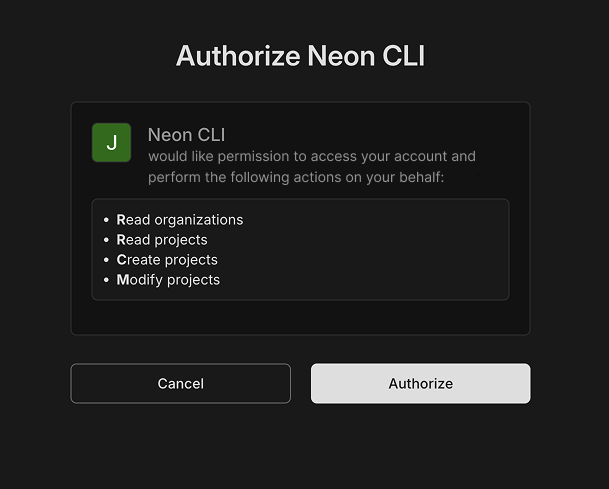 Authorize Neon CLI
J
Neon CLI
would like permission to access your account and
perform the following actions on your behalf:
• Read organizations
• Read projects
• Create projects
• Modify projects
Cancel
Authorize